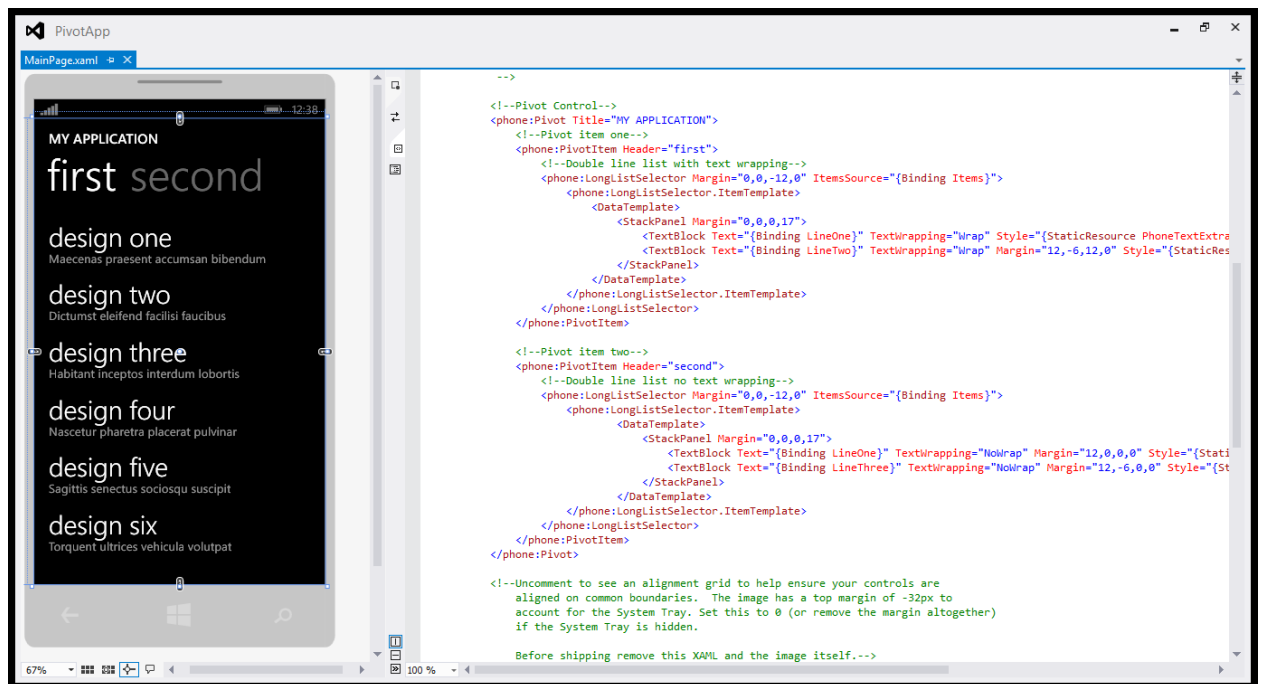 PivotApp
MainPage.xaml
12:38
MY APPLICATION
first second
design one
Maecenas praesent accumsan bibendum
design two
Dictumst eleifend facilisi faucibus
design three
Habitant inceptos interdum lobortis
design four
Nascetur pharetra placerat pulvinar
design five
Sagittis senectus sociosqu suscipit
design six
Torquent ultrices vehicula volutpat
67%
-->
<!--Pivot Control-->
<phone:Pivot Title="MY APPLICATION">
<!--Pivot item one-->
<phone:PivotItem Header="first">
<!--Double line list with text wrapping-->
<phone:LongListSelector Margin="0,0,-12,0" ItemsSource="{Binding Items}">
<phone:LongListSelector.ItemTemplate>
<DataTemplate>
<StackPanel Margin="0,0,0,17">
<TextBlock Text="{Binding LineOne}" TextWrapping="Wrap" Style="{StaticResource PhoneTextExtra
<TextBlock Text="{Binding LineTwo}" TextWrapping="Wrap" Margin="12,-6,12,0" Style="{StaticRes
</StackPanel>
</DataTemplate>
</phone:LongListSelector.ItemTemplate>
</phone:LongListSelector>
</phone:PivotItem>
<!--Pivot item two-->
<phone:PivotItem Header="second">
<!--Double line list no text wrapping-->
<phone:LongListSelector Margin="0,0,-12,0" ItemsSource="{Binding Items}">
<phone:LongListSelector.ItemTemplate>
<DataTemplate>
<StackPanel Margin="0,0,0,17">
<TextBlock Text="{Binding LineOne}" TextWrapping="NoWrap" Margin="12,0,0,0" Style="{Stati
<TextBlock Text="{Binding LineThree}" TextWrapping="NoWrap" Margin="12,-6,0,0" Style="{St
</StackPanel>
</DataTemplate>
</phone:LongListSelector.ItemTemplate>
</phone:LongListSelector>
</phone:PivotItem>
</phone:Pivot>
<!--Uncomment to see an alignment grid to help ensure your controls are
aligned on common boundaries.  The image has a top margin of -32px to
account for the System Tray. Set this to 0 (or remove the margin altogether)
if the System Tray is hidden.
Before shipping remove this XAML and the image itself.-->
100 %